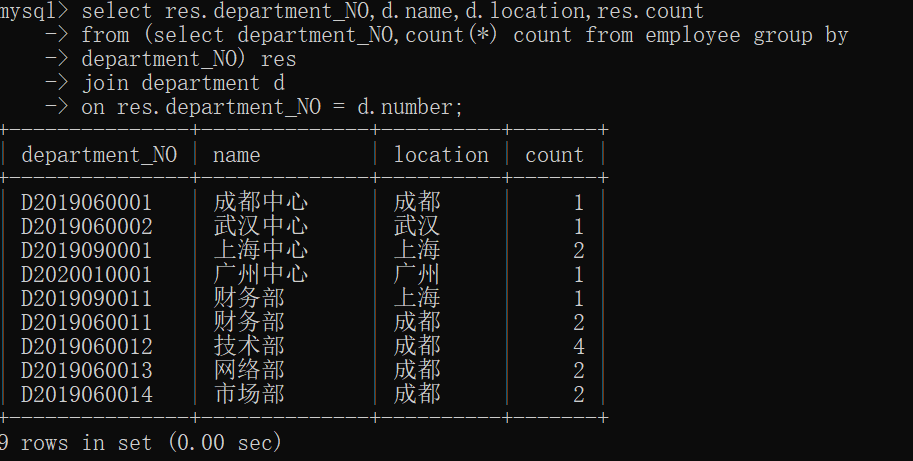 mysql> select res.department_NO,d.name,d.location,res.count
    -> from (select department_NO,count(*) count from employee group by
    -> department_NO) res
    -> join department d
    -> on res.department_NO = d.number;
+---------------+--------------+----------+-------+
| department_NO | name         | location | count |
+---------------+--------------+----------+-------+
| D2019060001   | 成都中心     | 成都     |     1 |
| D2019060002   | 武汉中心     | 武汉     |     1 |
| D2019090001   | 上海中心     | 上海     |     2 |
| D2020010001   | 广州中心     | 广州     |     1 |
| D2019090011   | 财务部       | 上海     |     1 |
| D2019060011   | 财务部       | 成都     |     2 |
| D2019060012   | 技术部       | 成都     |     4 |
| D2019060013   | 网络部       | 成都     |     2 |
| D2019060014   | 市场部       | 成都     |     2 |
+---------------+--------------+----------+-------+
9 rows in set (0.00 sec)